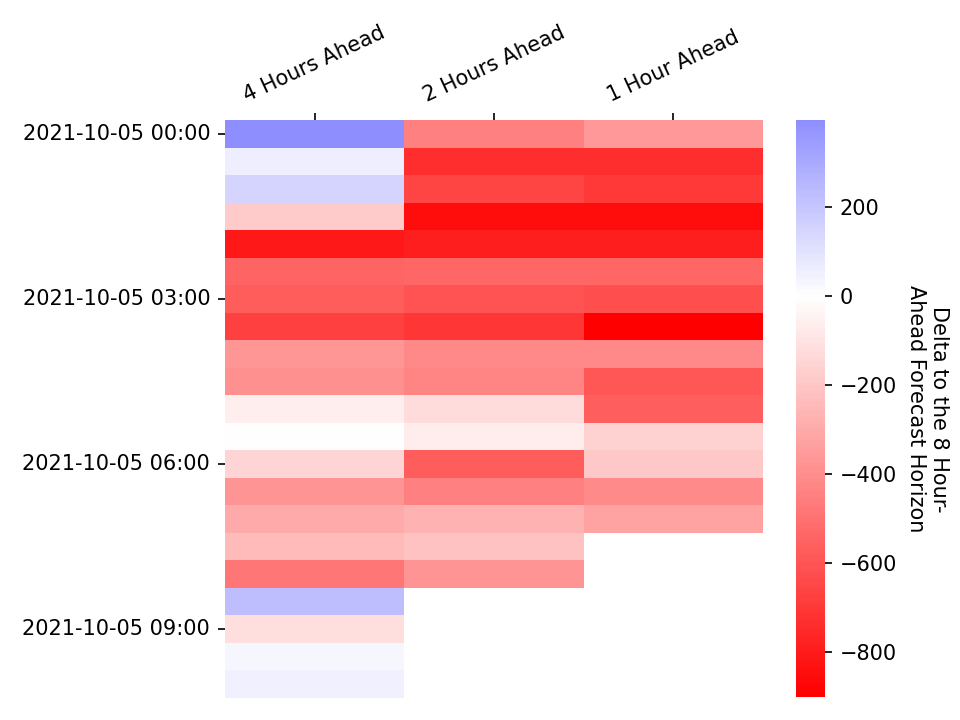 4 Hours Ahead
2 Hours Ahead
1 Hour Ahead
2021-10-05 00:00
2021-10-05 03:00
2021-10-05 06:00
2021-10-05 09:00
200
0
−200
−400
−600
−800
Delta to the 8 Hour-
Ahead Forecast Horizon